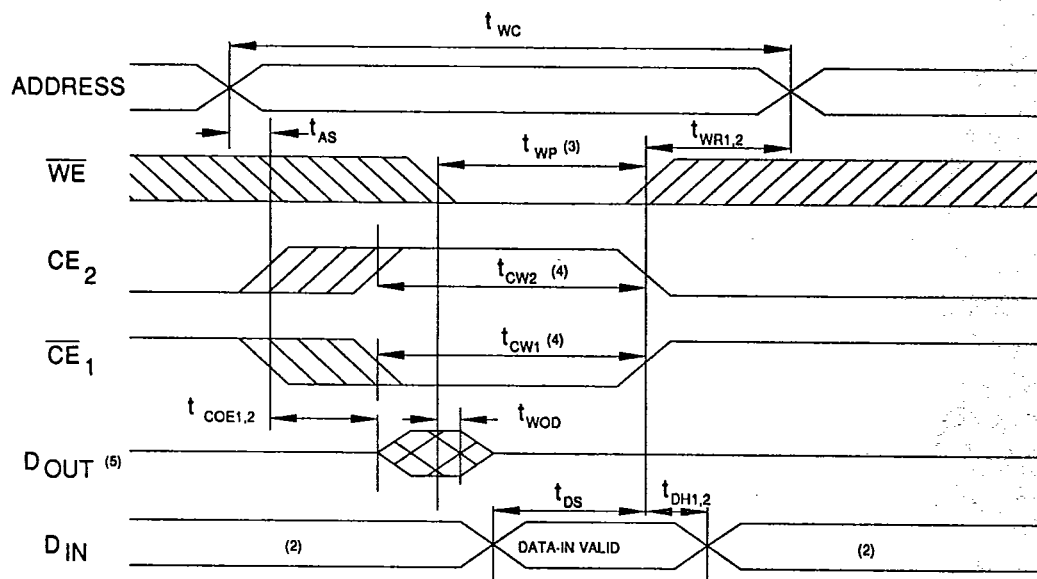 t WC
ADDRESS
t AS
t WP (3)
t WR1,2
WE
CE 2
t CW2 (4)
CE 1
t CW1 (4)
t COE1,2
t WOD
D OUT (5)
t DS
t DH1,2
D IN
(2)
DATA-IN VALID
(2)